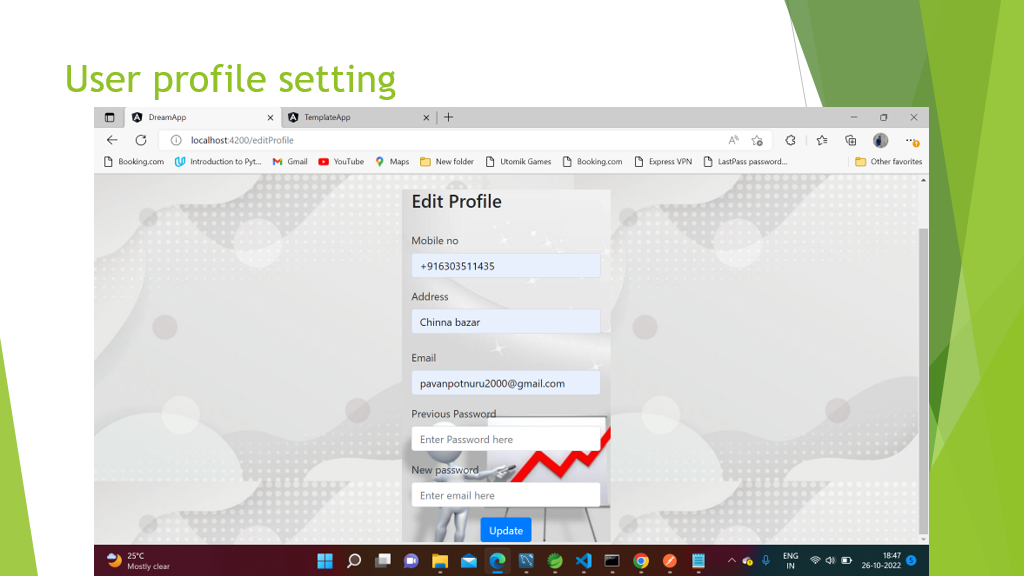 User profile setting
DreamApp
TemplateApp
localhost:4200/editProfile
Booking.com
Introduction to Pyt...
Gmail
YouTube
Maps
New folder
Utomik Games
Booking.com
Express VPN
LastPass password...
Other favorites
Edit Profile
Mobile no
+916303511435
Address
Chinna bazar
Email
pavanpotnuru2000@gmail.com
Previous Password
Enter Password here
New password
Enter email here
Update
25°C
Mostly clear
ENG
IN
18:47
26-10-2022
5